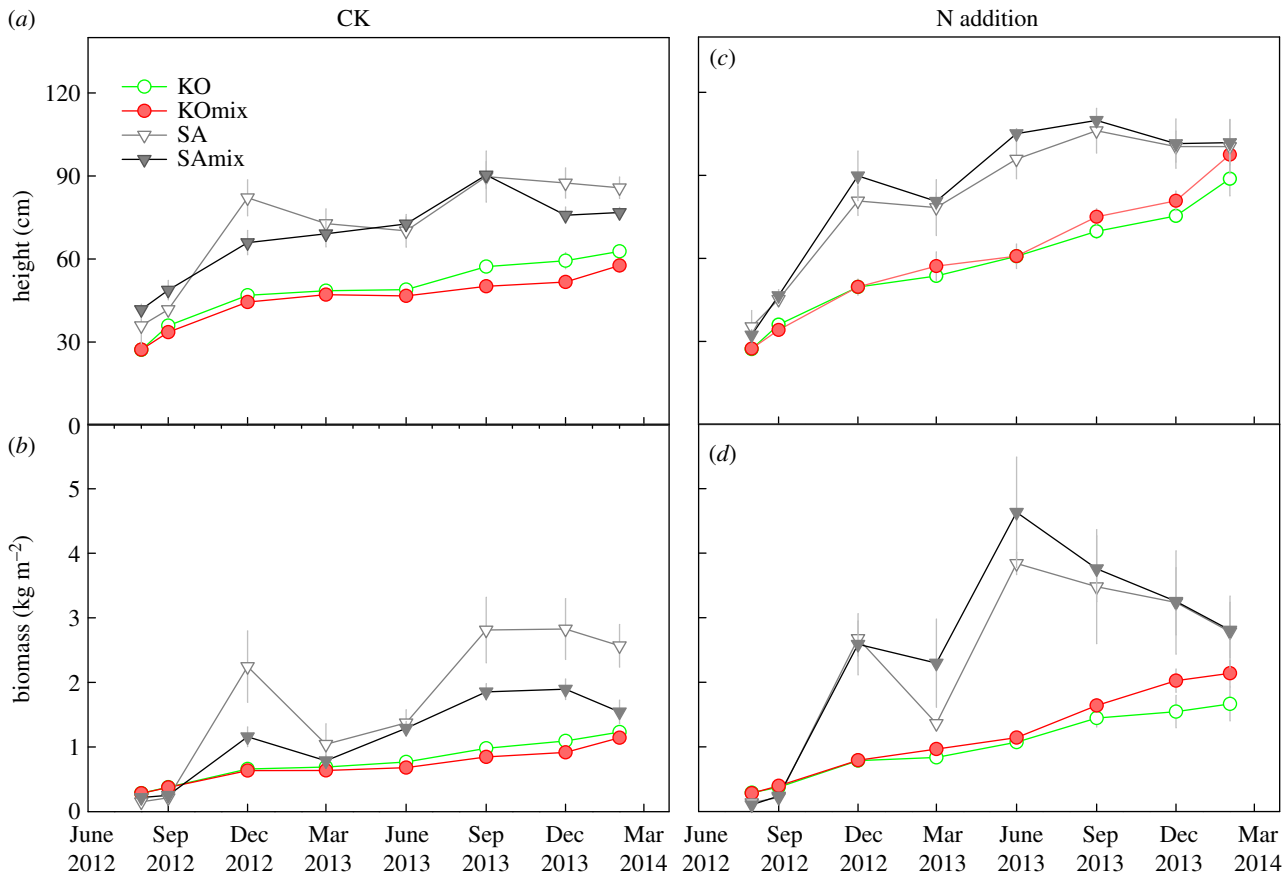 (a)
CK
N addition
(c)
KO
KOmix
SA
SAmix
120
90
60
30
0
height (cm)
(b)
(d)
5
4
3
2
1
0
biomass (kg m−2)
June Sep Dec Mar June Sep Dec Mar
2012 2012 2012 2013 2013 2013 2013 2014
June Sep Dec Mar June Sep Dec Mar
2012 2012 2012 2013 2013 2013 2013 2014